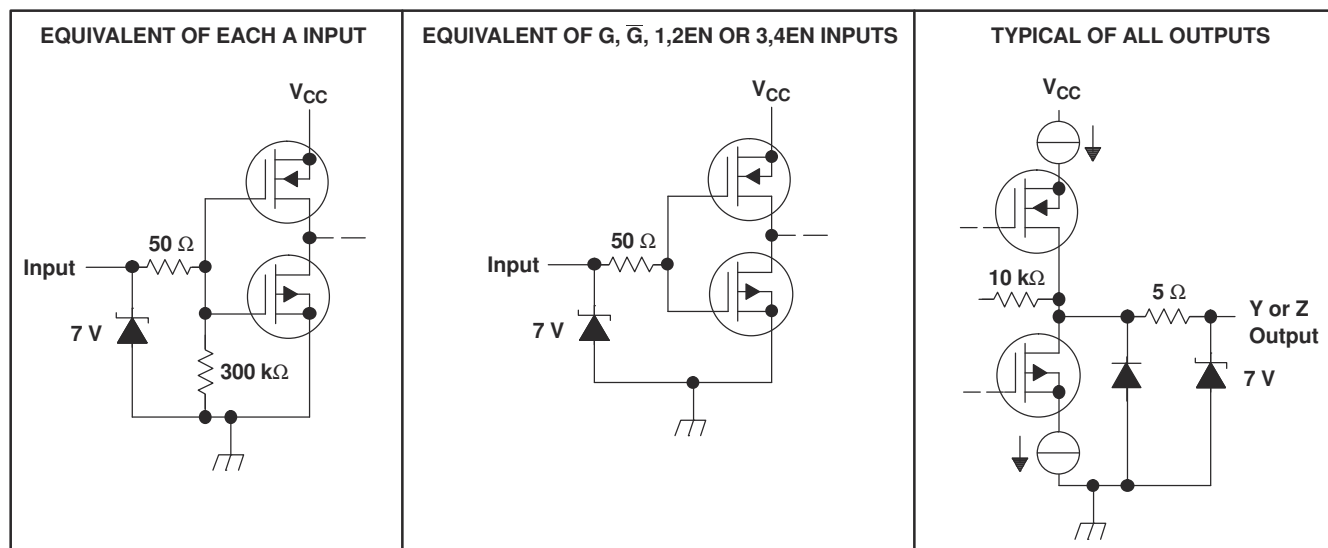 EQUIVALENT OF EACH A INPUT
VCC
50 Ω
Input
7 V
300 kΩ
EQUIVALENT OF G, G̅, 1,2EN OR 3,4EN INPUTS
VCC
50 Ω
Input
7 V
TYPICAL OF ALL OUTPUTS
VCC
10 kΩ
5 Ω
Y or Z
Output
7 V